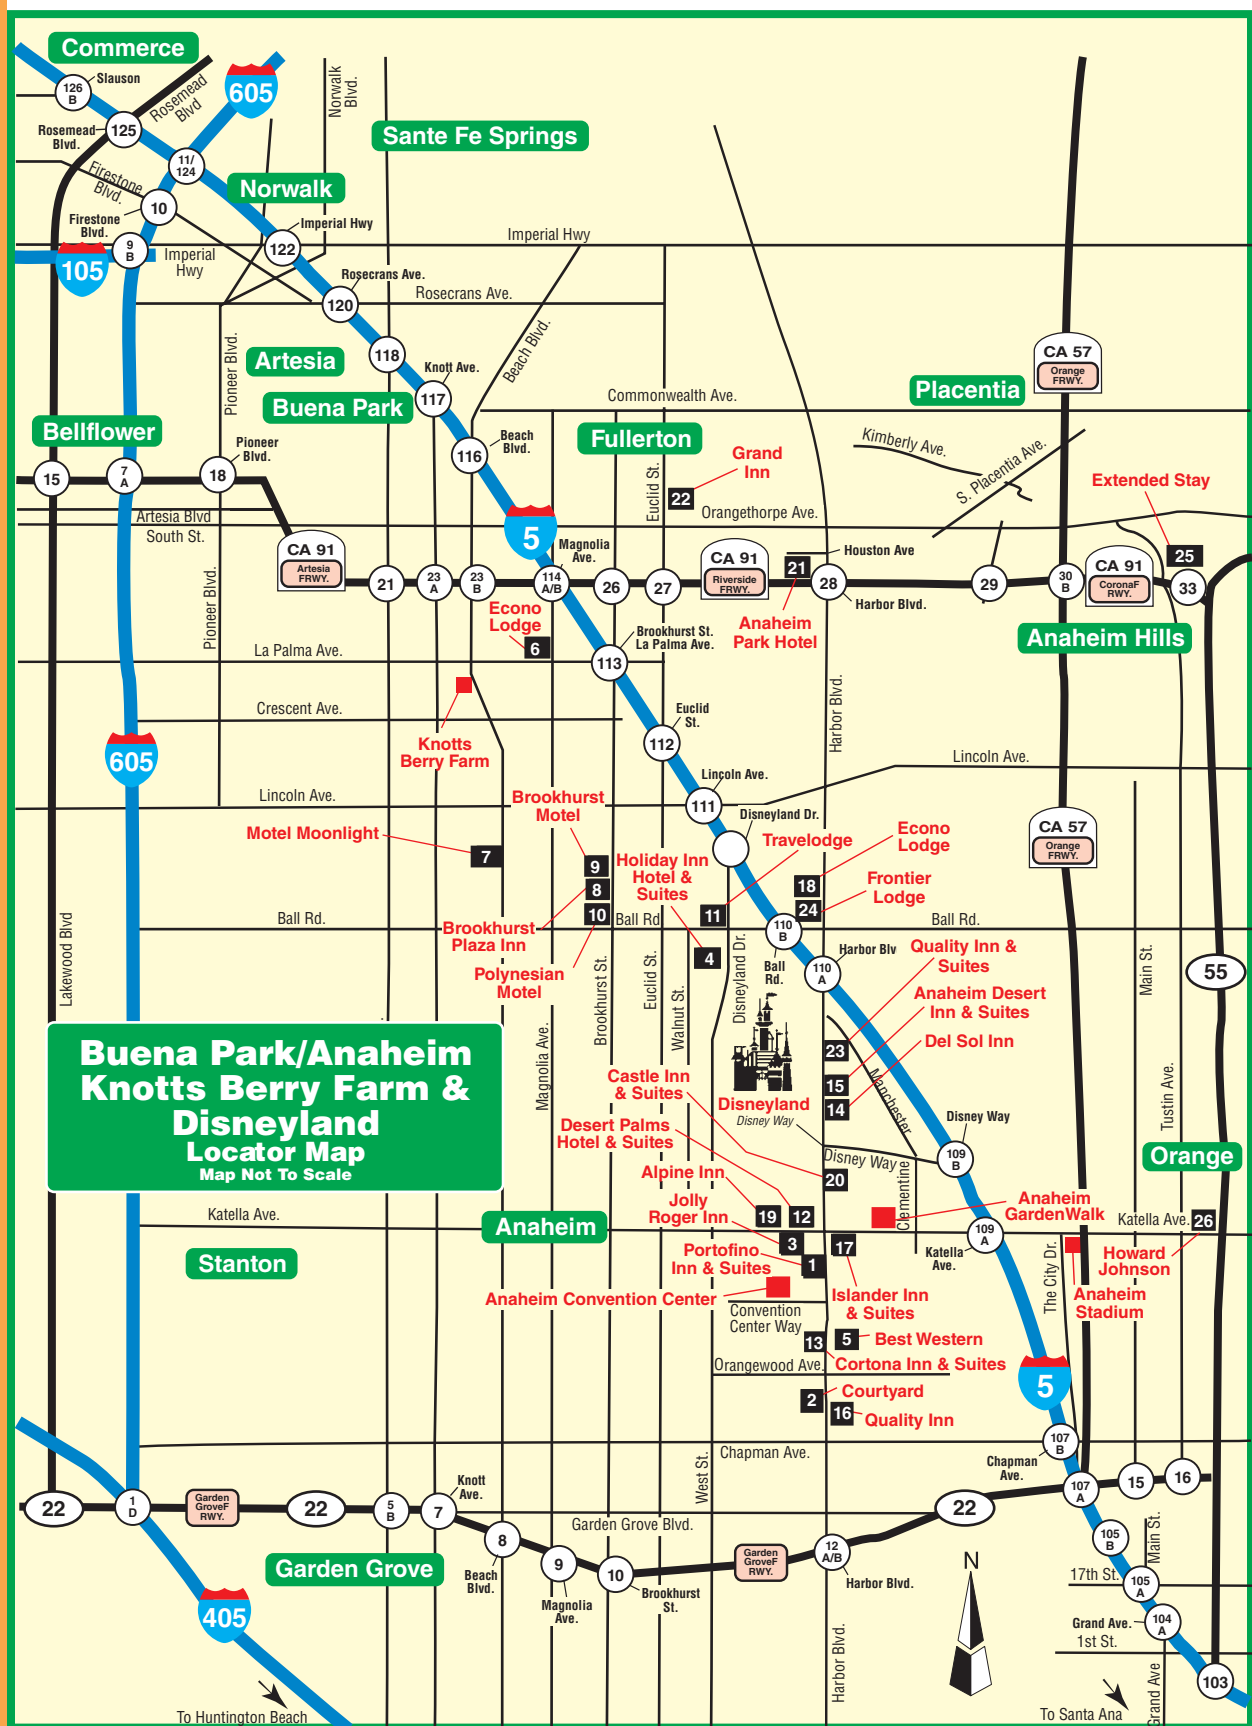 Commerce
126
B
Slauson
Rosemead
Blvd
605
Norwalk
Blvd.
Rosemead
Blvd.
125
Sante Fe Springs
11/
124
Firestone
Blvd.
Norwalk
10
Firestone
Blvd.
Imperial Hwy
9
B
122
Imperial Hwy
Imperial
Hwy
105
Rosecrans Ave.
120
Rosecrans Ave.
Beach Blvd.
Pioneer Blvd.
118
Artesia
Knott Ave.
117
Buena Park
CA 57
Orange
FRWY.
Placentia
Commonwealth Ave.
Bellflower
Pioneer
Blvd.
Beach
Blvd.
116
Fullerton
Kimberly Ave.
S. Placentia Ave.
Grand
Inn
15
7
A
18
Euclid St.
22
Extended Stay
Artesia Blvd
Orangethorpe Ave.
South St.
5
CA 91
Artesia
FRWY.
Magnolia
Ave.
CA 91
Riverside
FRWY.
Houston Ave
21
25
CA 91
CoronaF
RWY.
21
23
A
23
B
114
A/B
26
27
28
29
30
B
33
Harbor Blvd.
Pioneer Blvd.
Econo
Lodge
6
Anaheim
Park Hotel
Brookhurst St.
La Palma Ave.
Anaheim Hills
La Palma Ave.
113
Harbor Blvd.
Crescent Ave.
Euclid
St.
112
Knotts
Berry Farm
605
Lincoln Ave.
Lincoln Ave.
Lincoln Ave.
111
Brookhurst
Motel
Disneyland Dr.
CA 57
Orange
FRWY.
Motel Moonlight
Travelodge
Econo
Lodge
7
9
Holiday Inn
Hotel &
Suites
8
18
Frontier
Lodge
10
11
24
Lakewood Blvd
Ball Rd.
Ball Rd.
Ball Rd.
Brookhurst
Plaza Inn
110
B
4
Ball
Rd.
Harbor Blv
110
A
Quality Inn &
Suites
Polynesian
Motel
Disneyland Dr.
Main St.
55
Brookhurst St.
Euclid St.
Walnut St.
Anaheim Desert
Inn & Suites
Buena Park/Anaheim
Knotts Berry Farm &
Disneyland
Locator Map
Map Not To Scale
Magnolia Ave.
Del Sol Inn
23
Castle Inn
& Suites
15
Manchester
14
Disneyland
Disney Way
Tustin Ave.
Disney Way
Desert Palms
Hotel & Suites
Disney Way
109
B
Orange
Alpine Inn
20
Clementine
Jolly
Roger Inn
19
12
Anaheim
GardenWalk
Katella Ave.
Anaheim
Katella Ave.
26
3
17
Katella
Ave.
109
A
Stanton
Portofino
Inn & Suites
1
The City Dr.
Howard
Johnson
Anaheim Convention Center
Islander Inn
& Suites
Anaheim
Stadium
Convention
Center Way
13
5
Best Western
Orangewood Ave.
Cortona Inn & Suites
5
2
Courtyard
16
Quality Inn
107
B
Chapman Ave.
Chapman
Ave.
West St.
Knott
Ave.
107
A
15
16
22
1
D
Garden
GroveF
RWY.
22
5
B
7
22
Garden Grove Blvd.
8
105
B
Main St.
Garden Grove
Beach
Blvd.
9
10
Garden
GroveF
RWY.
12
A/B
Harbor Blvd.
N
17th St.
105
A
Magnolia
Ave.
Brookhurst
St.
405
Grand Ave.
104
A
1st St.
Harbor Blvd.
Grand Ave
103
To Huntington Beach
To Santa Ana